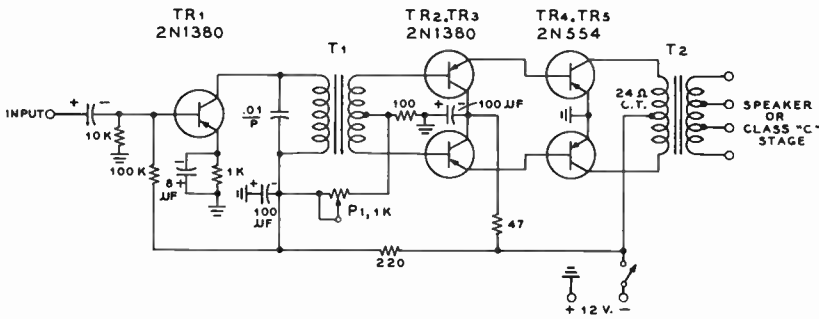 TR1
2N1380
TR2.TR3
2N1380
TR4.TR5
2N554
T1
T2
INPUT
+ -
10K
100K
-
8
+
µF
1K
.01
P
+ -
100
µF
P1, 1K
100
+ -
100 µF
47
220
24Ω
C.T.
SPEAKER
OR
CLASS "C"
STAGE
+ 12 V. -